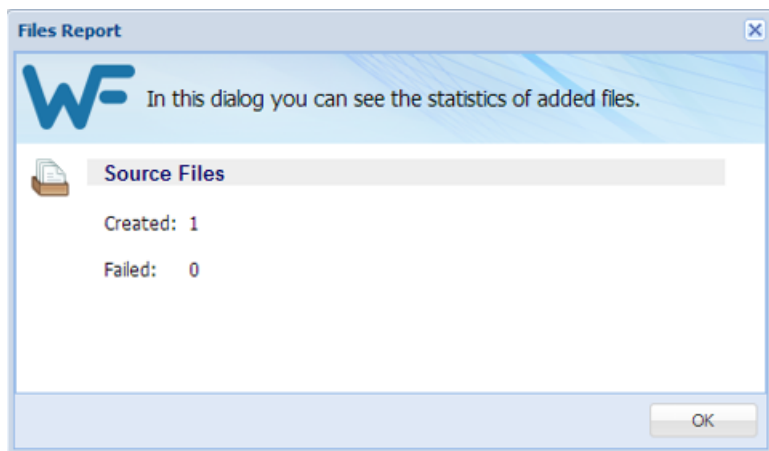 Files Report
WF In this dialog you can see the statistics of added files.
Source Files
Created: 1
Failed: 0
OK